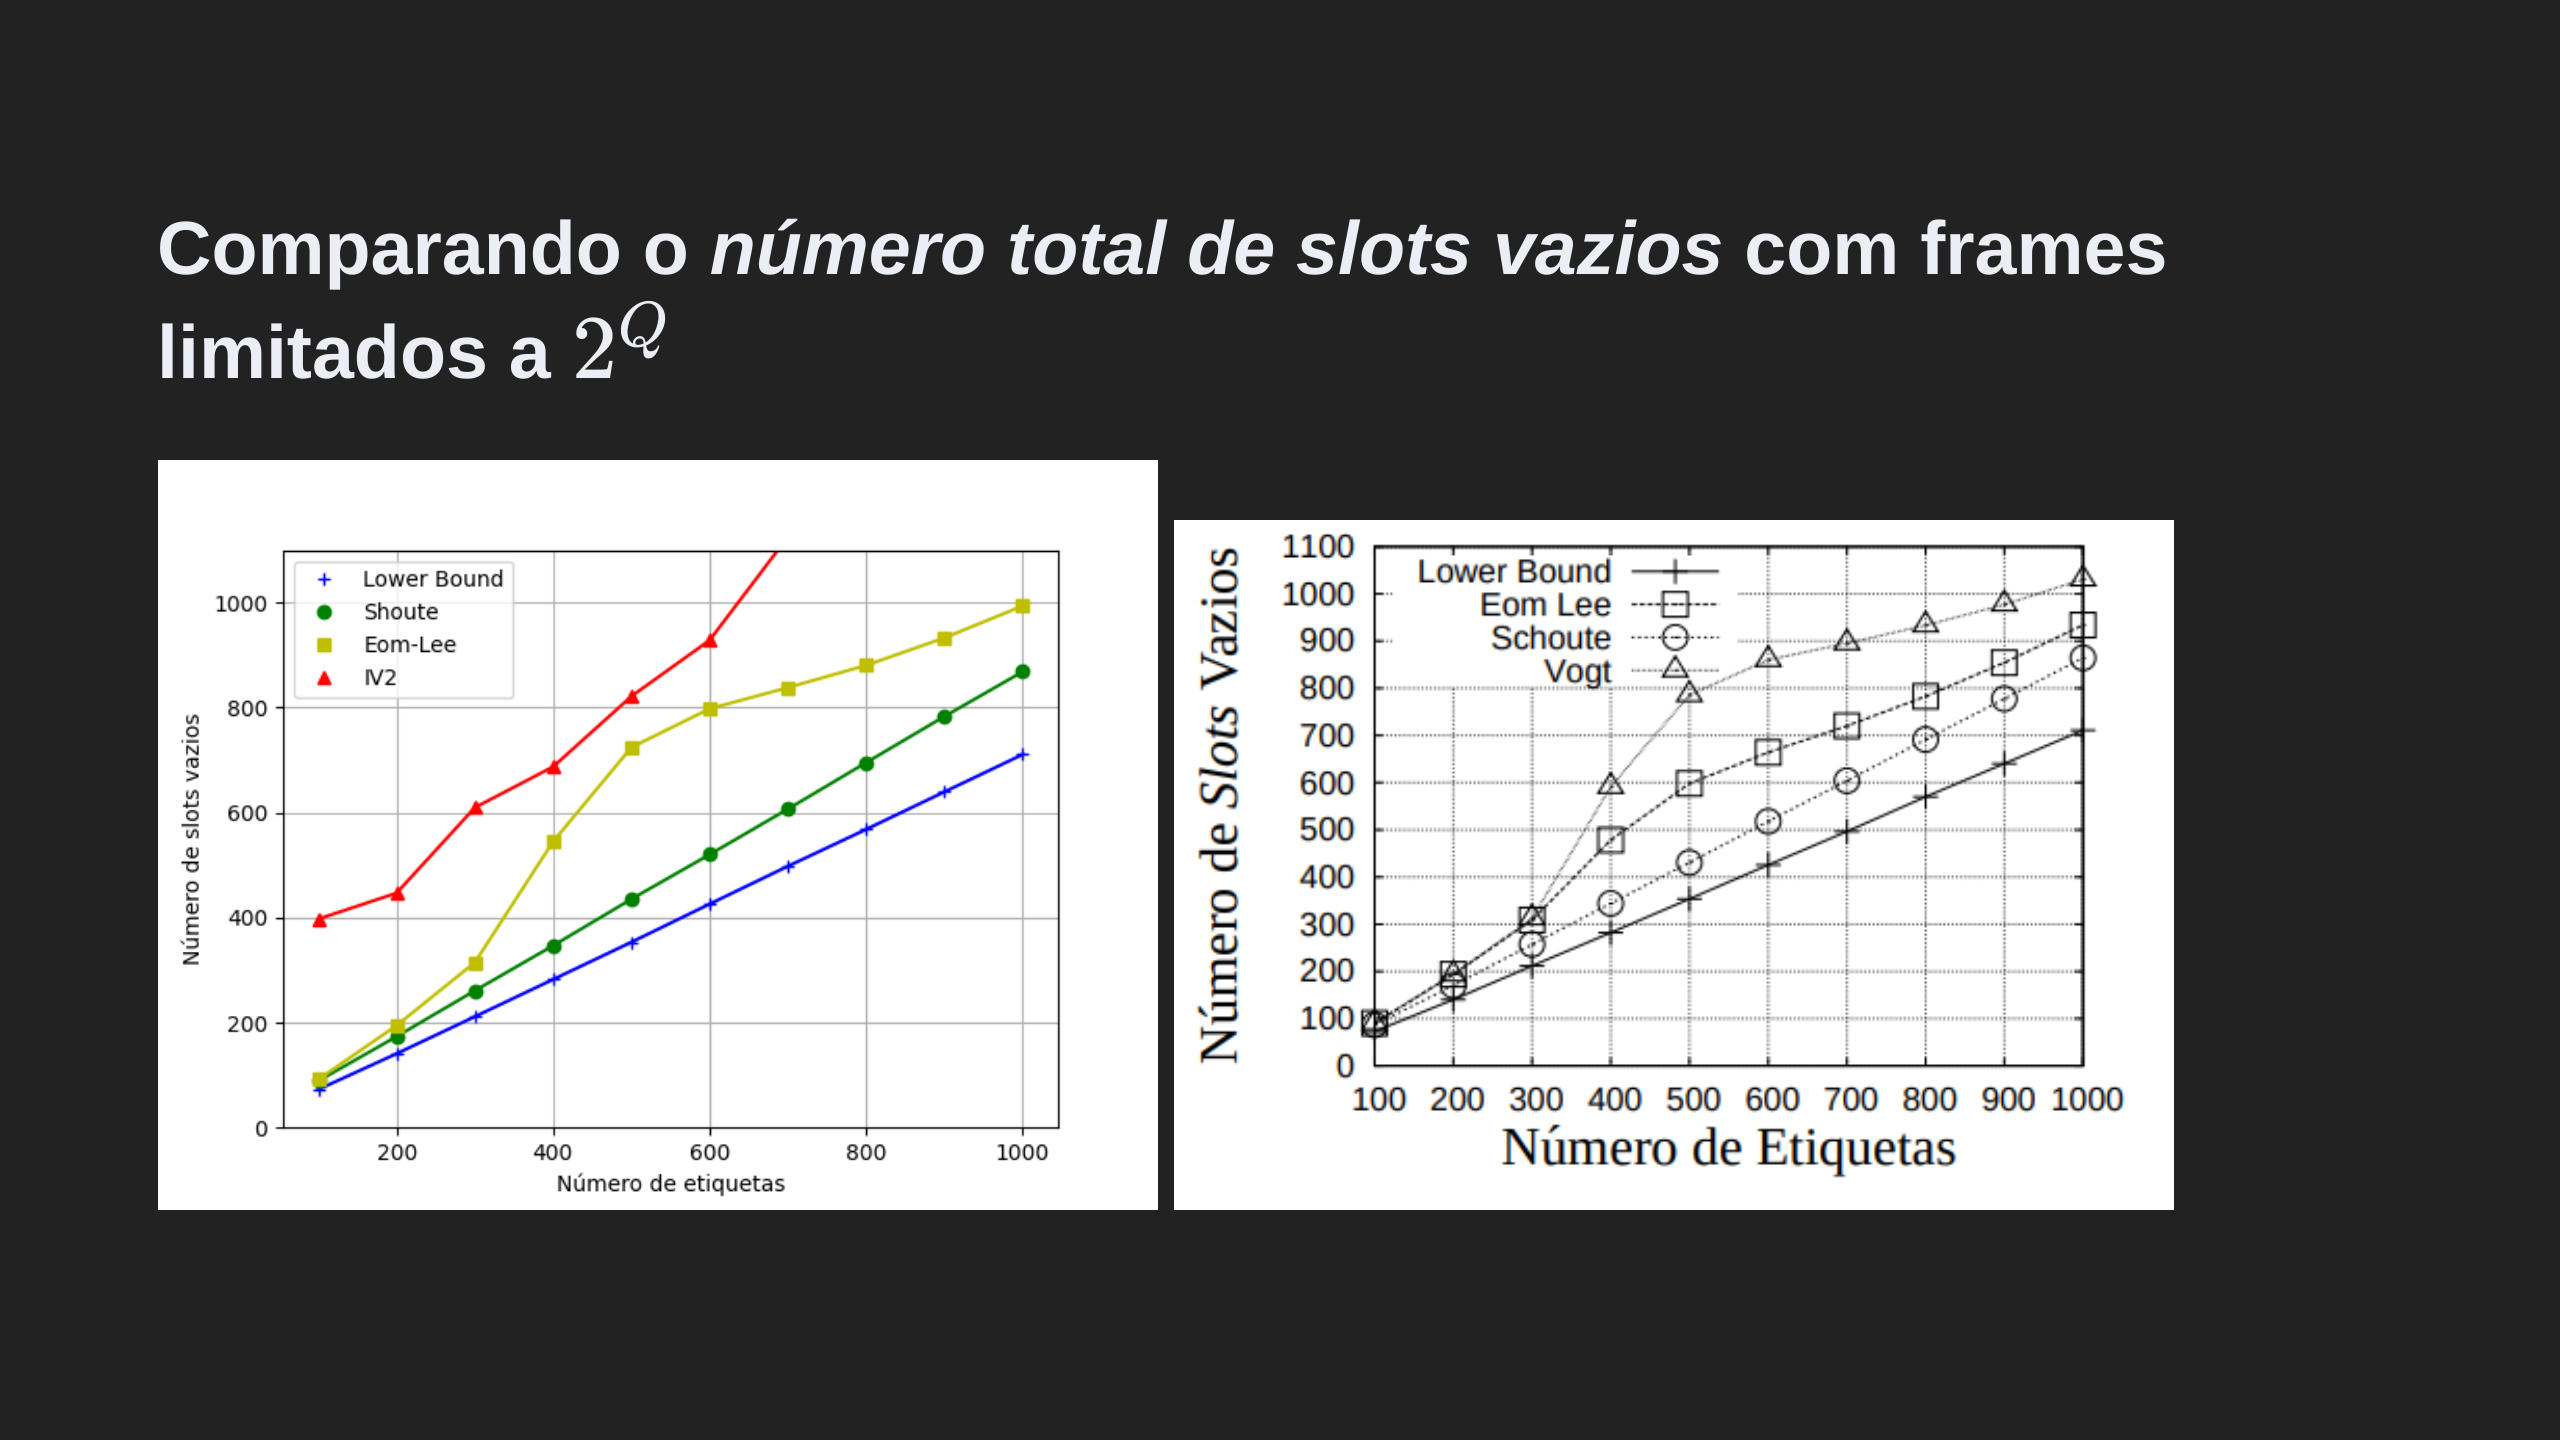 Comparando o número total de slots vazios com frames
limitados a 2^Q
Lower Bound
Shoute
Eom-Lee
IV2
Número de slots vazios
1000
800
600
400
200
0
200 400 600 800 1000
Número de etiquetas
Lower Bound
Eom Lee
Schoute
Vogt
Número de Slots Vazios
1100
1000
900
800
700
600
500
400
300
200
100
0
100 200 300 400 500 600 700 800 900 1000
Número de Etiquetas